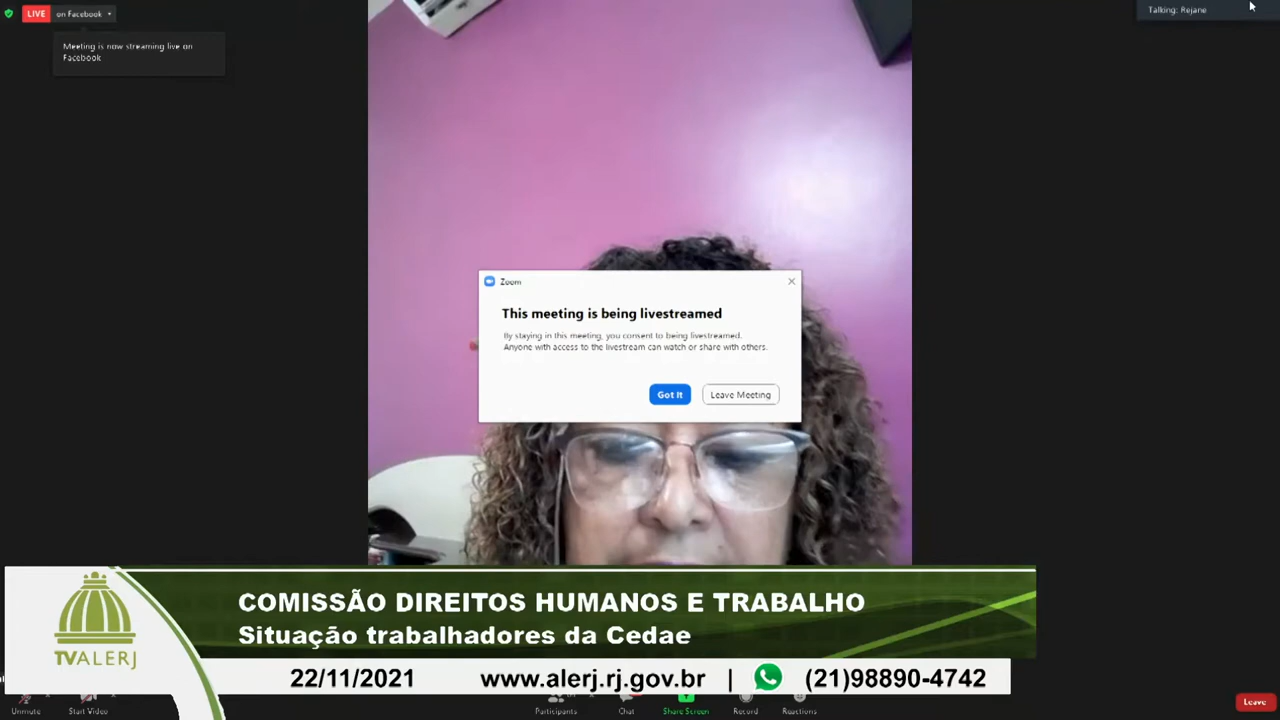 LIVE on Facebook
Talking: Rejane
Meeting is now streaming live on
Facebook
Zoom
This meeting is being livestreamed
By staying in this meeting, you consent to being livestreamed.
Anyone with access to the livestream can watch or share with others.
Got It
Leave Meeting
COMISSÃO DIREITOS HUMANOS E TRABALHO
Situação trabalhadores da Cedae
TVALERJ
22/11/2021 www.alerj.rj.gov.br | (21)98890-4742
Unmute Start Video Participants Chat Share Screen Record Reactions Leave